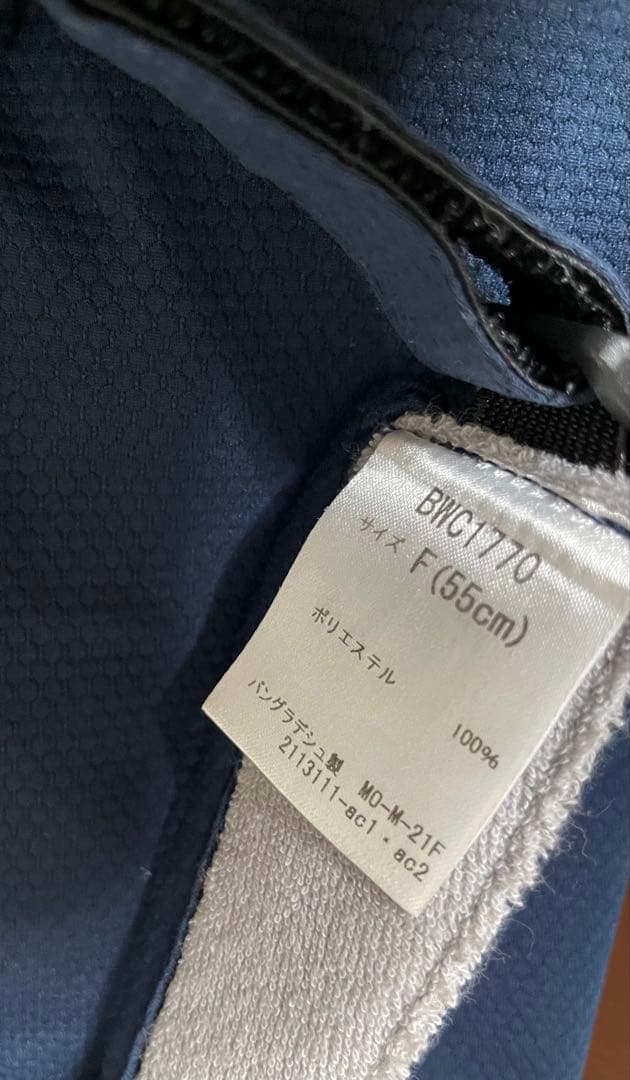 BWC1770
サイズ F(55cm)
ポリエステル 100%
バングラデシュ製 MO-M-21F
2113111-ac1・ac2